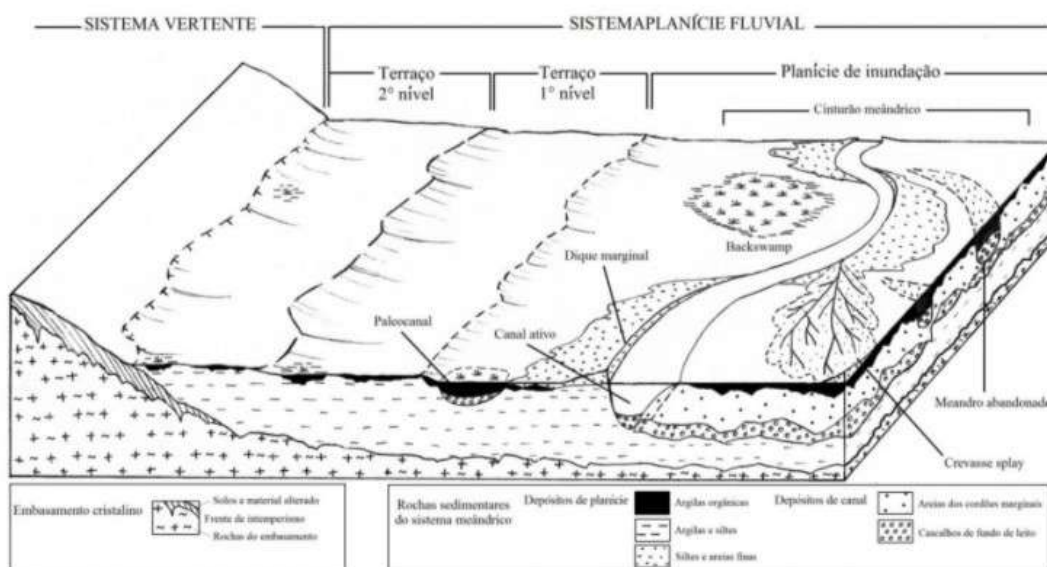 SISTEMA VERTENTE
SISTEMAPLANÍCIE FLUVIAL
Terraço
2° nível
Terraço
1° nível
Planície de inundação
Cinturão meândrico
Backswamp
Dique marginal
Paleocanal
Canal ativo
Meandro abandonado
Crevasse splay
Embasamento cristalino
Solos e material alterado
Frente de intemperismo
Rochas do embasamento
Rochas sedimentares
do sistema meândrico
Depósitos de planície
Argilas orgânicas
Argilas e siltes
Siltes e areias finas
Depósitos de canal
Areias dos cordões marginais
Cascalhos de fundo de leito